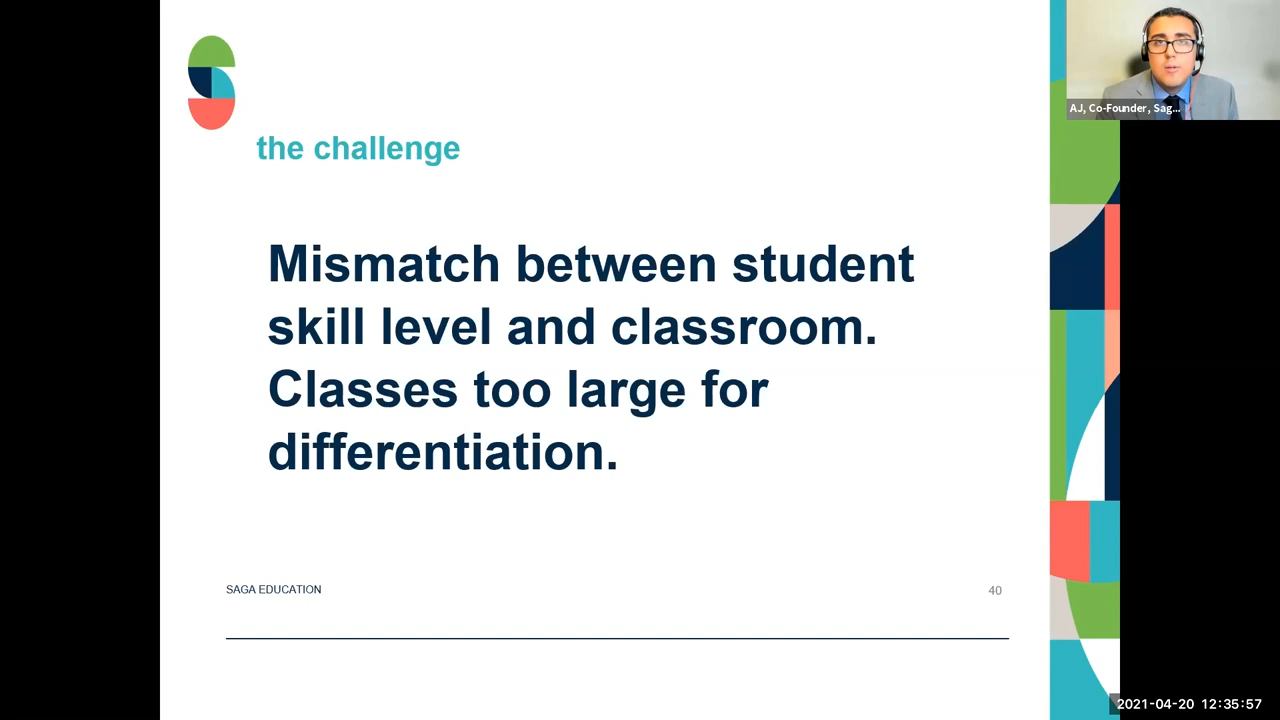 AJ, Co-Founder, Sag...
the challenge
Mismatch between student
skill level and classroom.
Classes too large for
differentiation.
SAGA EDUCATION
40
2021-04-20 12:35:57